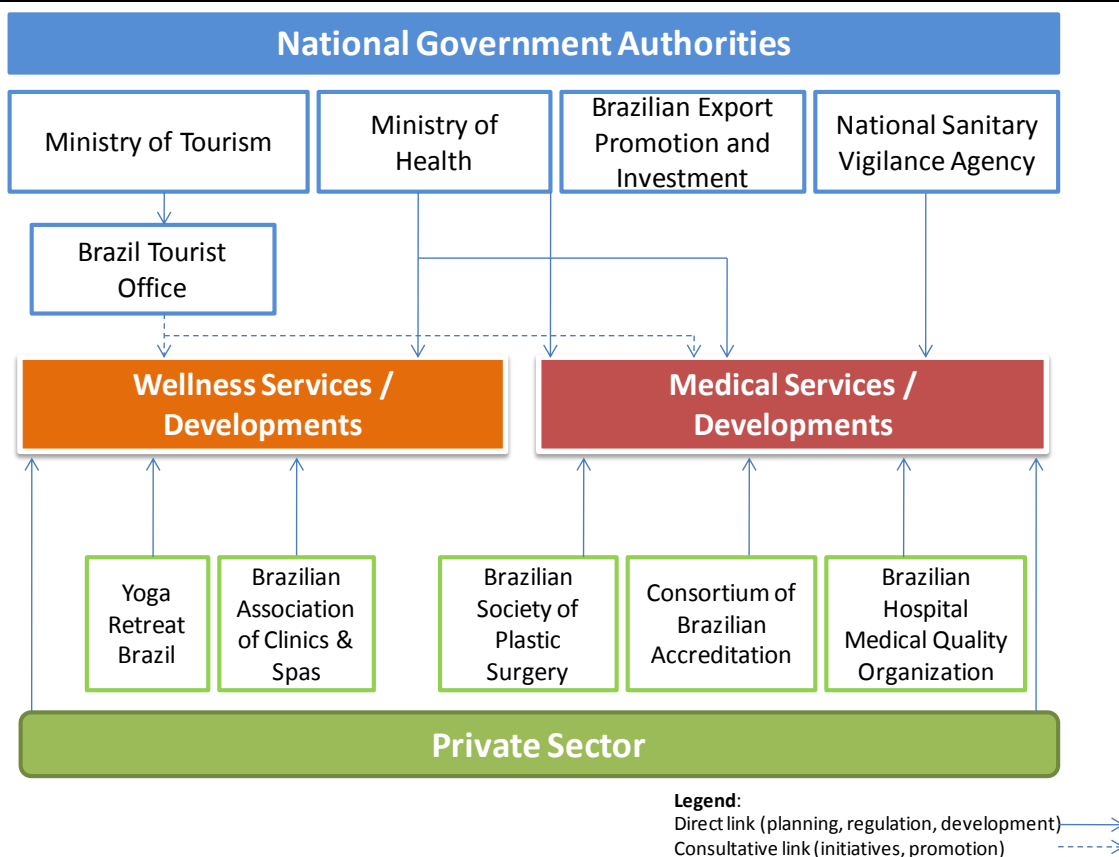 National Government Authorities
Ministry of Tourism
Ministry of
Health
Brazilian Export
Promotion and
Investment
National Sanitary
Vigilance Agency
Brazil Tourist
Office
Wellness Services /
Developments
Medical Services /
Developments
Yoga
Retreat
Brazil
Brazilian
Association
of Clinics &
Spas
Brazilian
Society of
Plastic
Surgery
Consortium of
Brazilian
Accreditation
Brazilian
Hospital
Medical Quality
Organization
Private Sector
Legend:
Direct link (planning, regulation, development)
Consultative link (initiatives, promotion)